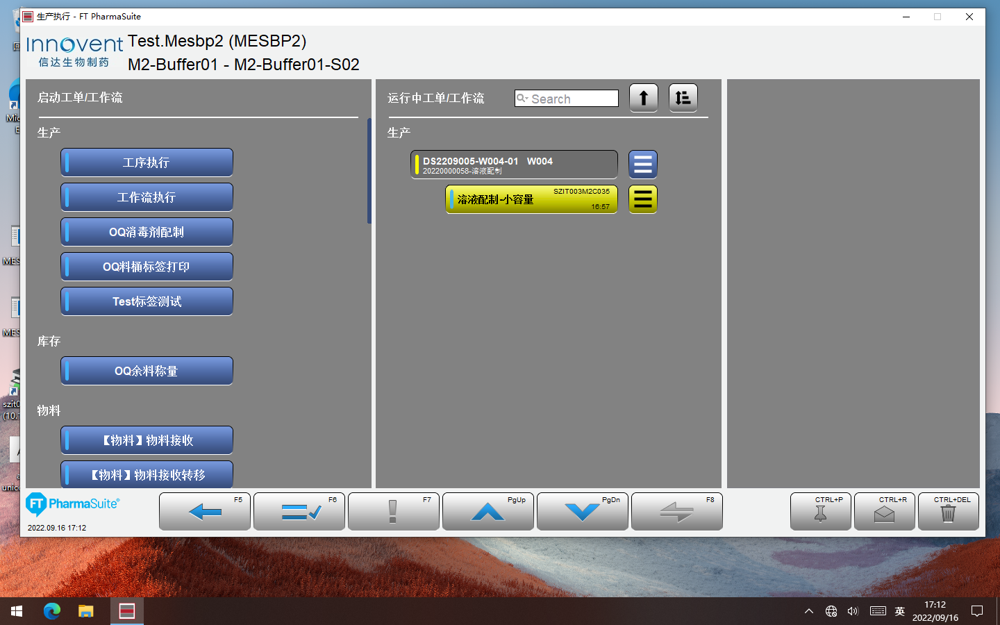 生产执行 - FT PharmaSuite
Innovent
信达生物制药
Test.Mesbp2 (MESBP2)
M2-Buffer01 - M2-Buffer01-S02
启动工单/工作流
生产
工序执行
工作流执行
OQ消毒剂配制
OQ料桶标签打印
Test标签测试
库存
OQ余料称量
物料
【物料】物料接收
【物料】物料接收转移
运行中工单/工作流
Search
生产
DS2209005-W004-01 W004
20220000058-溶液配制
溶液配制-小容量
SZIT003M2C035
16:57
FT PharmaSuite
2022.09.16 17:12
F5
F6
F7
PgUp
PgDn
F8
CTRL+P
CTRL+R
CTRL+DEL
MES
MES
szit0
(10.
unic
英
17:12
2022/09/16